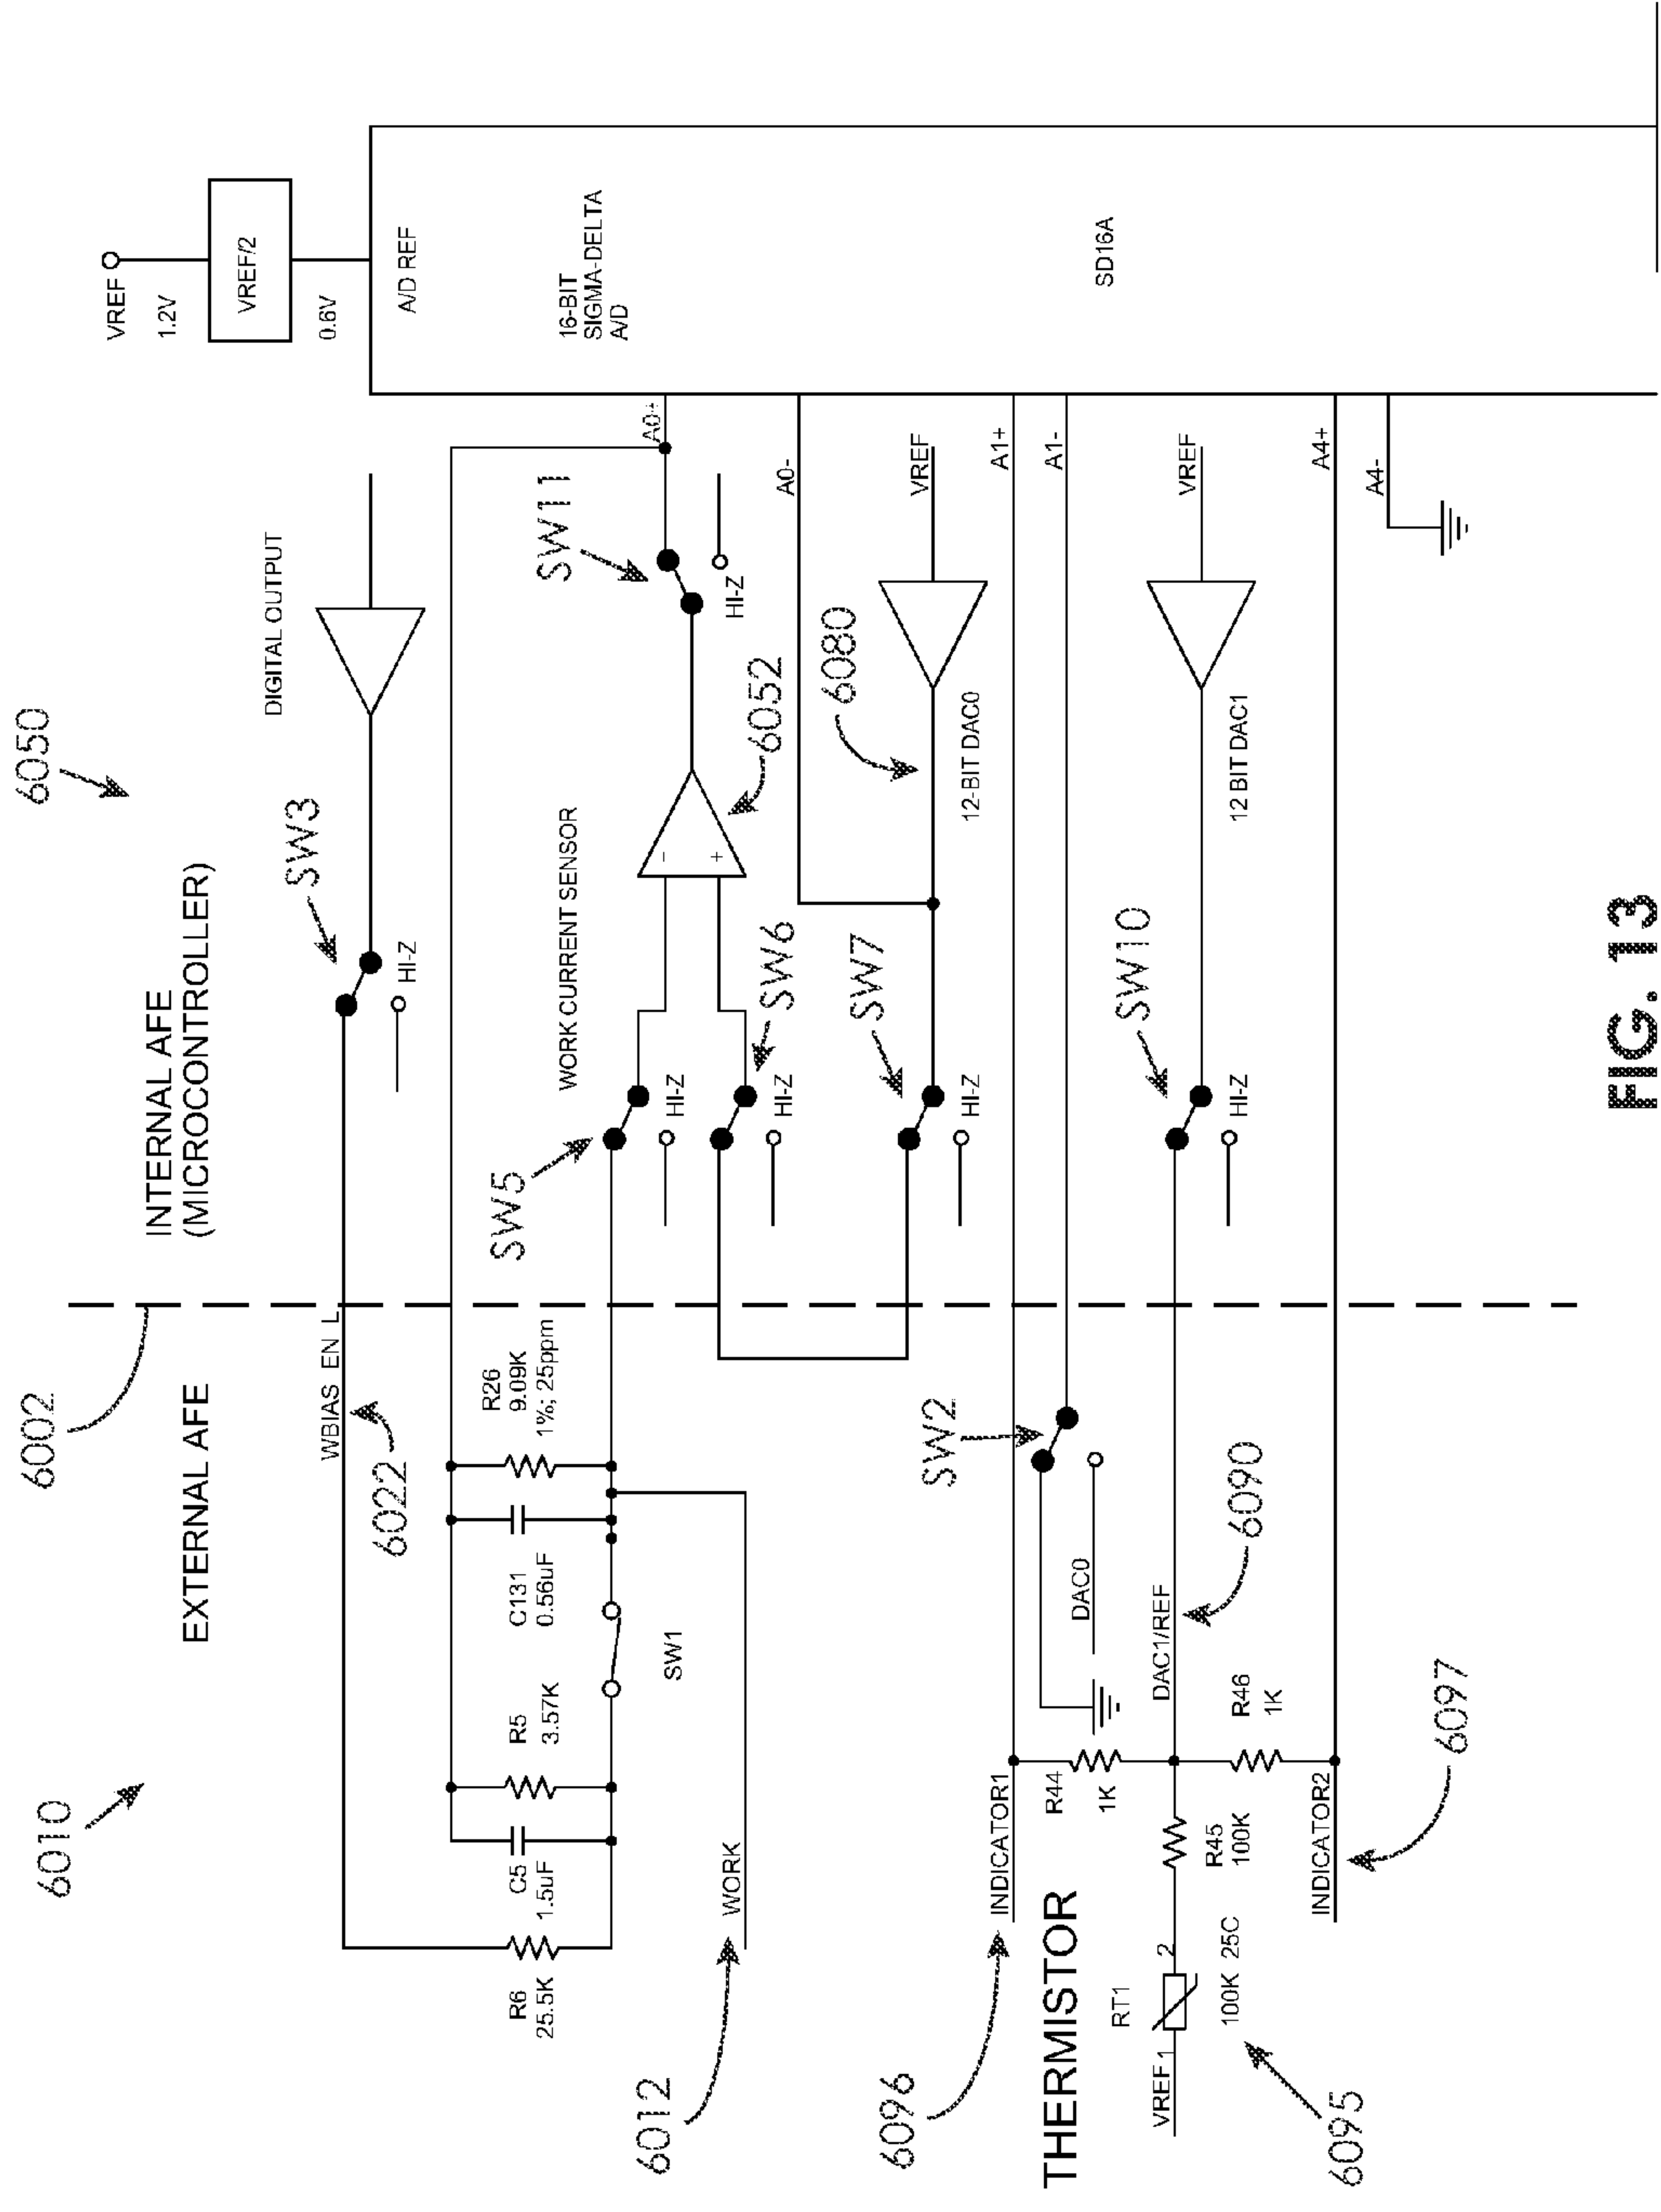 6010
6002
6050
EXTERNAL AFE
INTERNAL AFE
(MICROCONTROLLER)
VREF
1.2V
VREF/2
0.6V
A/D REF
16-BIT
SIGMA-DELTA
A/D
SD16A
DIGITAL OUTPUT
SW3
HI-Z
WBIAS EN L
6022
R6
25.5K
C5
1.5uF
R5
3.57K
C131
0.56uF
R26
9.09K
1%; 25ppm
SW1
WORK
6012
SW5
HI-Z
WORK CURRENT SENSOR
-
+
6052
SW11
HI-Z
A0+
SW6
HI-Z
A0-
SW7
HI-Z
6080
12-BIT DAC0
VREF
A1+
A1-
6096
INDICATOR1
SW2
DAC0
THERMISTOR
R44
1K
DAC1/REF
6090
SW10
HI-Z
12 BIT DAC1
VREF
RT1
VREF1
2
100K 25C
6095
R45
100K
R46
1K
INDICATOR2
6097
A4+
A4-
FIG. 13